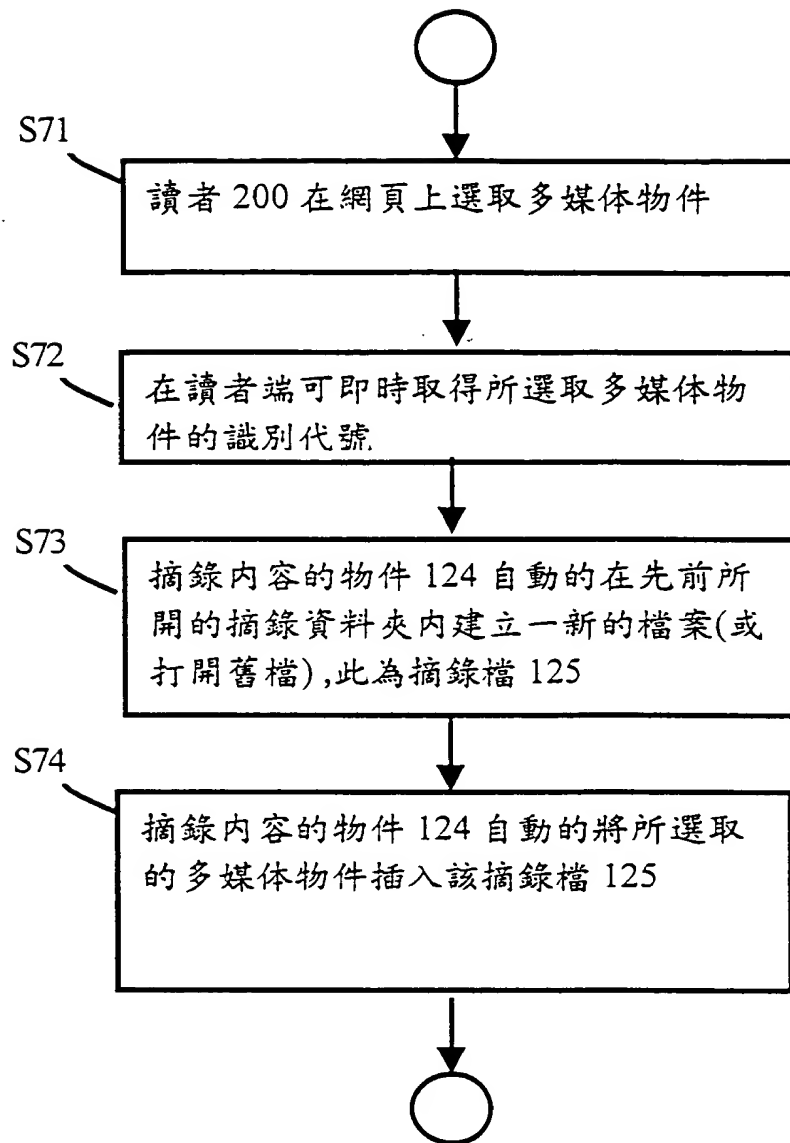 S71
讀者 200 在網頁上選取多媒体物件
S72
在讀者端可即時取得所選取多媒体物
件的識別代號
S73
摘錄內容的物件 124 自動的在先前所
開的摘錄資料夾內建立一新的檔案(或
打開舊檔),此為摘錄檔 125
S74
摘錄內容的物件 124 自動的將所選取
的多媒体物件插入該摘錄檔 125